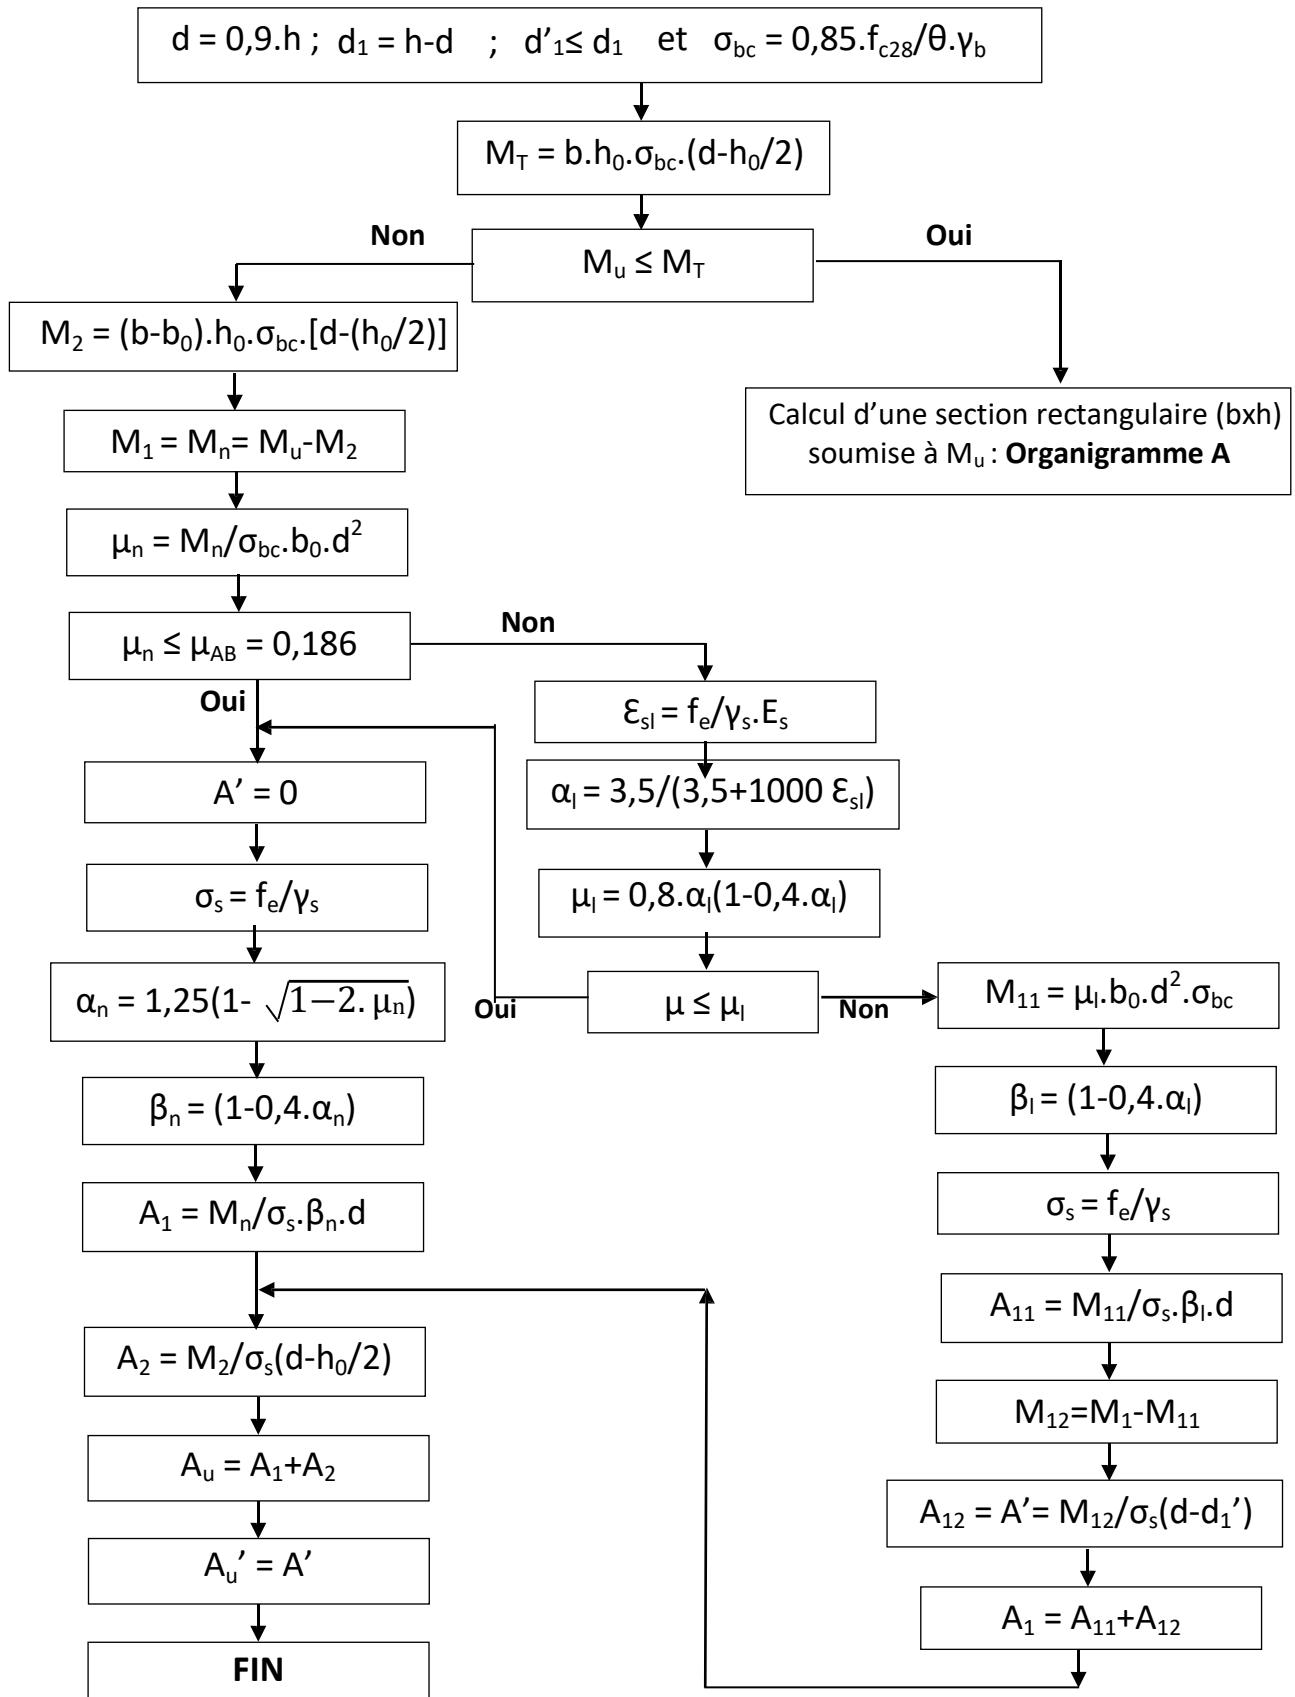 d = 0,9.h ; d₁ = h-d ; d'₁≤ d₁ et σbc = 0,85.fc28/θ.γb
M_T = b.h₀.σbc.(d-h₀/2)
Non
Oui
Mᵤ ≤ M_T
M₂ = (b-b₀).h₀.σbc.[d-(h₀/2)]
Calcul d’une section rectangulaire (bxh)
soumise à Mᵤ : Organigramme A
M₁ = Mₙ= Mᵤ-M₂
μₙ = Mₙ/σbc.b₀.d²
μₙ ≤ μ_AB = 0,186
Non
Oui
Ɛsl = fₑ/γₛ.Eₛ
A’ = 0
αₗ = 3,5/(3,5+1000 Ɛsl)
σₛ = fₑ/γₛ
μₗ = 0,8.αₗ(1-0,4.αₗ)
αₙ = 1,25(1- √1−2. μₙ)
Oui
μ ≤ μₗ
Non
M₁₁ = μₗ.b₀.d².σbc
βₙ = (1-0,4.αₙ)
βₗ = (1-0,4.αₗ)
A₁ = Mₙ/σₛ.βₙ.d
σₛ = fₑ/γₛ
A₁₁ = M₁₁/σₛ.βₗ.d
A₂ = M₂/σₛ(d-h₀/2)
M₁₂=M₁-M₁₁
Aᵤ = A₁+A₂
A₁₂ = A’= M₁₂/σₛ(d-d₁’)
Aᵤ’ = A’
A₁ = A₁₁+A₁₂
FIN